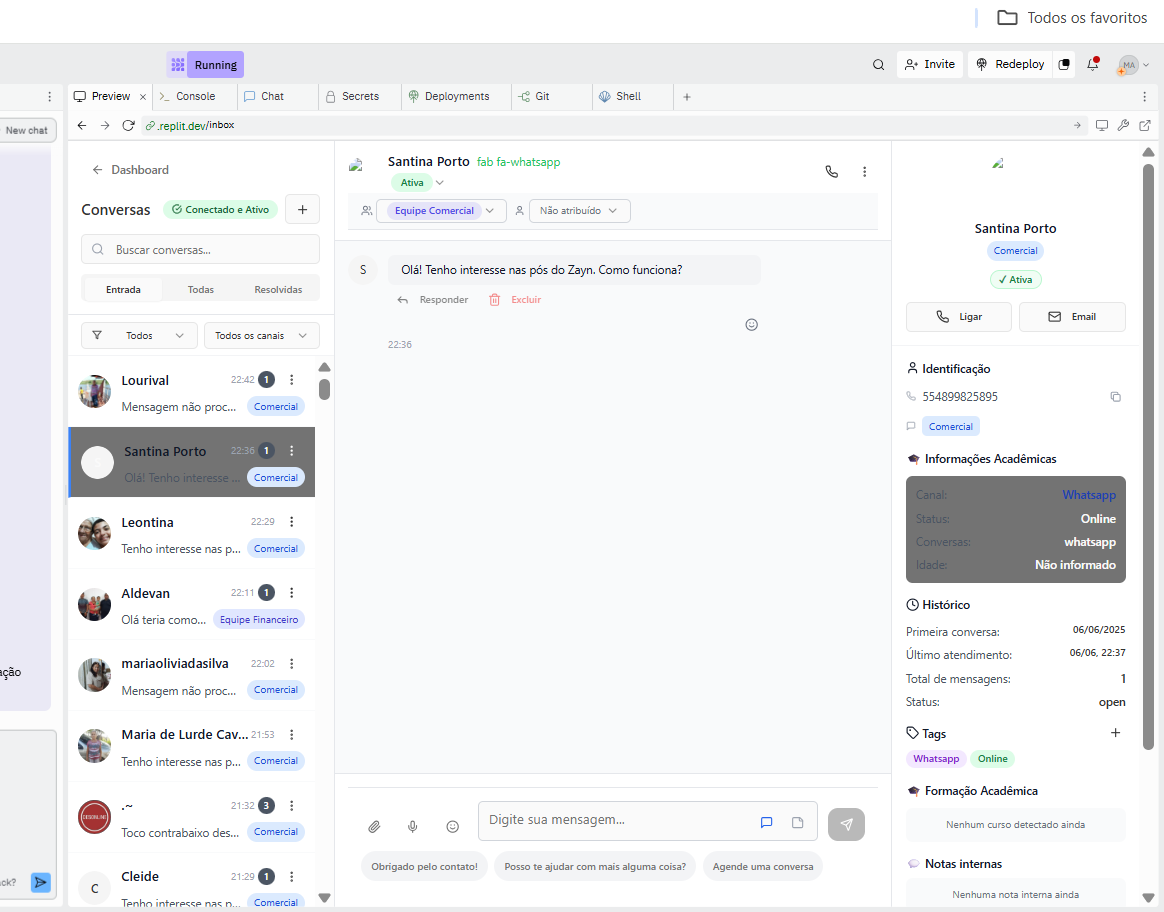 Todos os favoritos
Running
Invite
Redeploy
MA
Preview
Console
Chat
Secrets
Deployments
Git
Shell
New chat
.replit.dev/inbox
Dashboard
Conversas
Conectado e Ativo
Buscar conversas...
Entrada
Todas
Resolvidas
Todos
Todos os canais
Lourival
22:42
1
Mensagem não proc...
Comercial
Santina Porto
22:36
1
Olá! Tenho interesse ...
Comercial
Leontina
22:29
Tenho interesse nas p...
Comercial
Aldevan
22:11
1
Olá teria como...
Equipe Financeiro
mariaoliviadasilva
22:02
Mensagem não proc...
Comercial
Maria de Lurde Cav...
21:53
Tenho interesse nas p...
Comercial
.~
21:32
3
Toco contrabaixo des...
Comercial
C
Cleide
21:29
1
Tenho interesse nas p...
Comercial
ação
ack?
Santina Porto
fab fa-whatsapp
Ativa
Equipe Comercial
Não atribuído
S
Olá! Tenho interesse nas pós do Zayn. Como funciona?
Responder
Excluir
22:36
Digite sua mensagem...
Obrigado pelo contato!
Posso te ajudar com mais alguma coisa?
Agende uma conversa
Santina Porto
Comercial
✓ Ativa
Ligar
Email
Identificação
554899825895
Comercial
Informações Acadêmicas
Canal:
Whatsapp
Status:
Online
Conversas:
whatsapp
Idade:
Não informado
Histórico
Primeira conversa:
06/06/2025
Último atendimento:
06/06, 22:37
Total de mensagens:
1
Status:
open
Tags
Whatsapp
Online
Formação Acadêmica
Nenhum curso detectado ainda
Notas internas
Nenhuma nota interna ainda